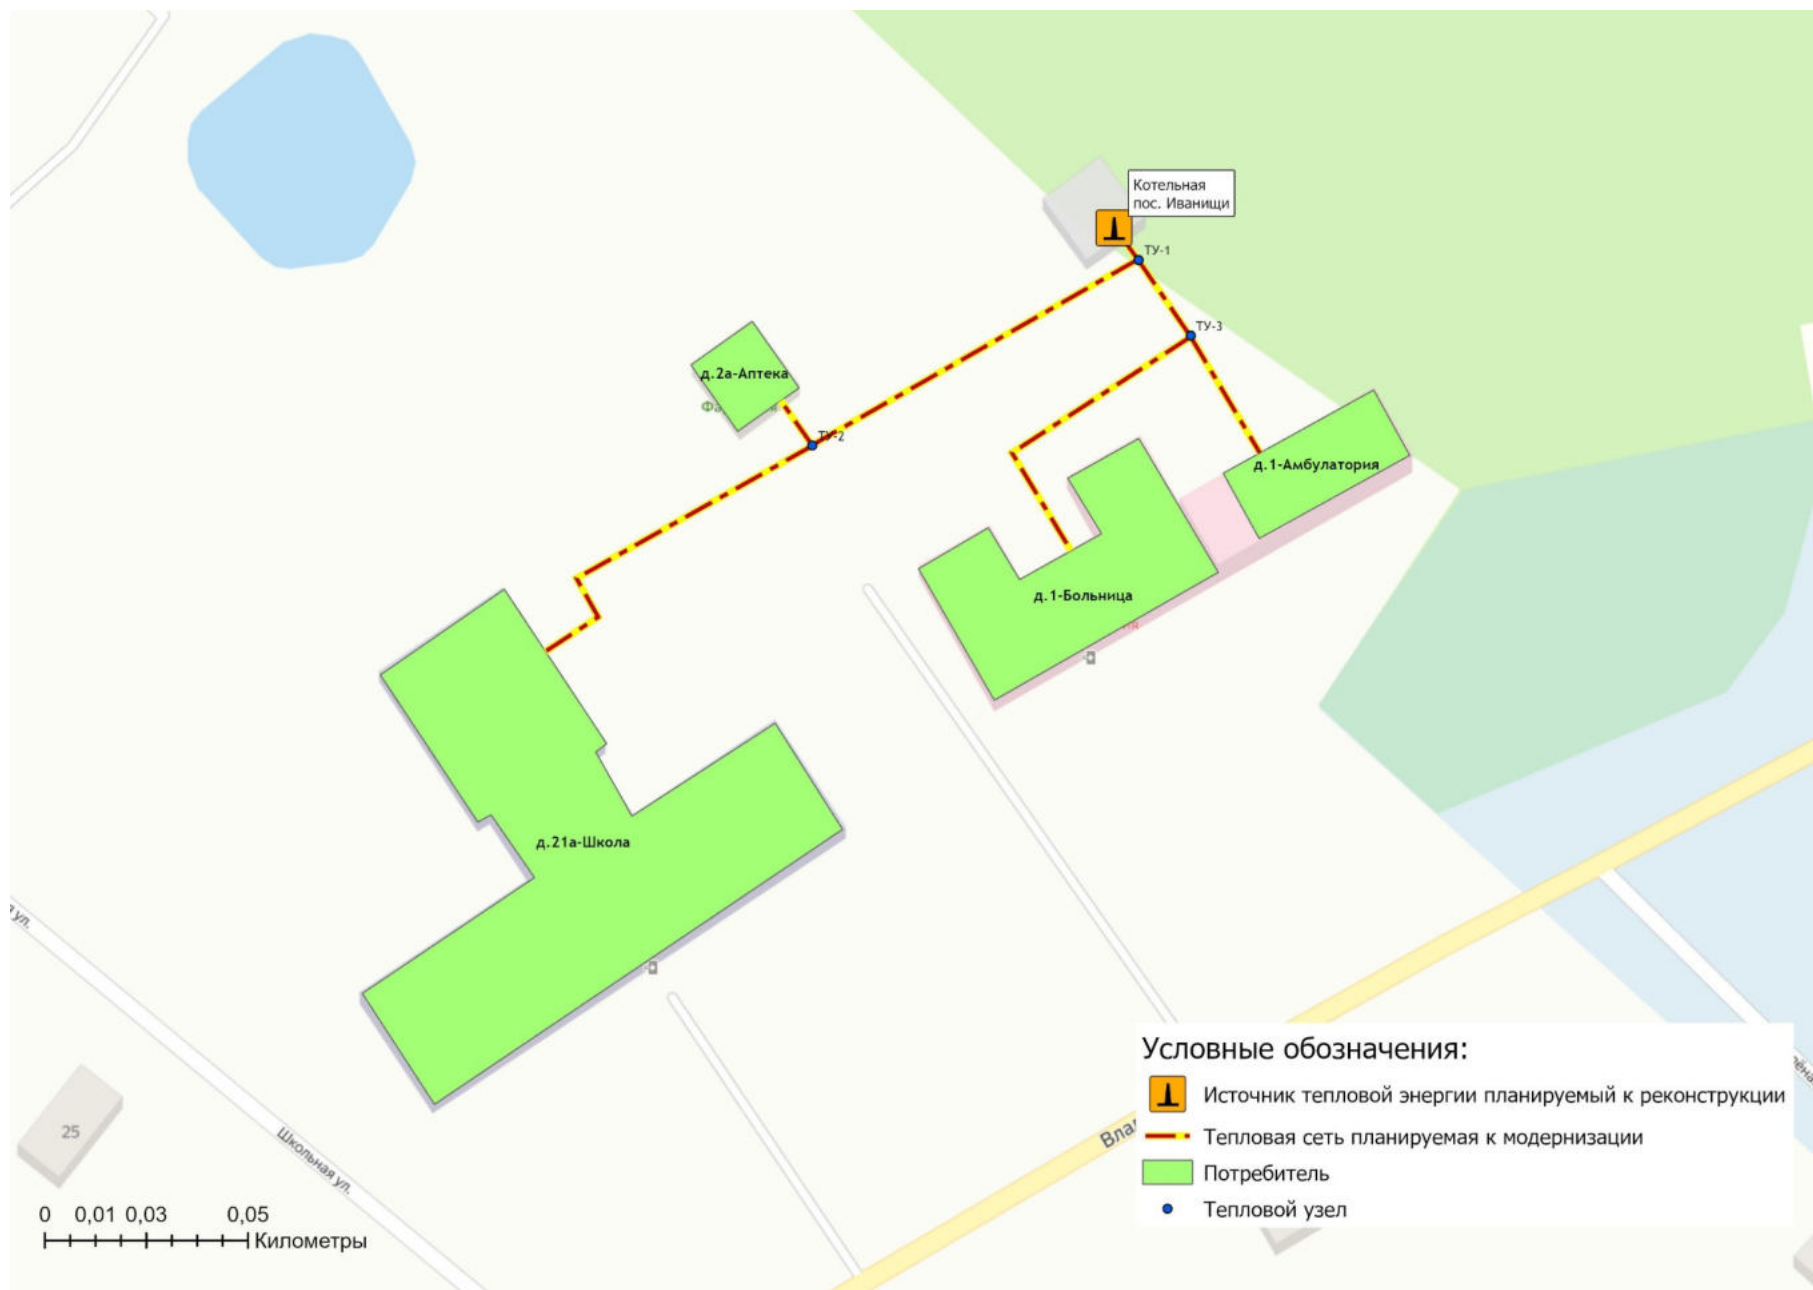 Котельная
пос. Иванищи
ТУ-1
ТУ-3
д.2а-Аптека
ТУ-2
д.1-Амбулатория
д.1-Больница
д.21а-Школа
25
Школьная ул.
ул.
0 0,01 0,03 0,05
Километры
Условные обозначения:
Источник тепловой энергии планируемый к реконструкции
Тепловая сеть планируемая к модернизации
Потребитель
Тепловой узел